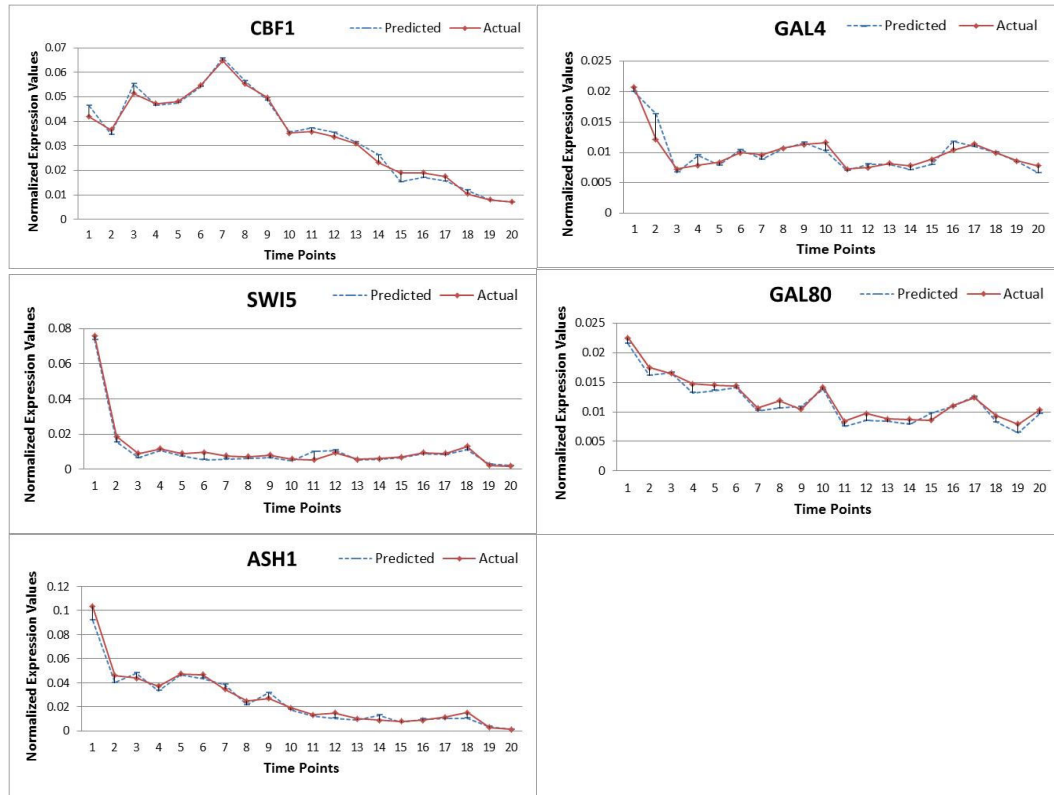 CBF1
Predicted Actual
Normalized Expression Values
0.07
0.06
0.05
0.04
0.03
0.02
0.01
0
1 2 3 4 5 6 7 8 9 10 11 12 13 14 15 16 17 18 19 20
Time Points
GAL4
Predicted Actual
Normalized Expression Values
0.025
0.02
0.015
0.01
0.005
0
1 2 3 4 5 6 7 8 9 10 11 12 13 14 15 16 17 18 19 20
Time Points
SWI5
Predicted Actual
Normalized Expression Values
0.08
0.06
0.04
0.02
0
1 2 3 4 5 6 7 8 9 10 11 12 13 14 15 16 17 18 19 20
Time Points
GAL80
Predicted Actual
Normalized Expression Values
0.025
0.02
0.015
0.01
0.005
0
1 2 3 4 5 6 7 8 9 10 11 12 13 14 15 16 17 18 19 20
Time Points
ASH1
Predicted Actual
Normalized Expression Values
0.12
0.1
0.08
0.06
0.04
0.02
0
1 2 3 4 5 6 7 8 9 10 11 12 13 14 15 16 17 18 19 20
Time Points